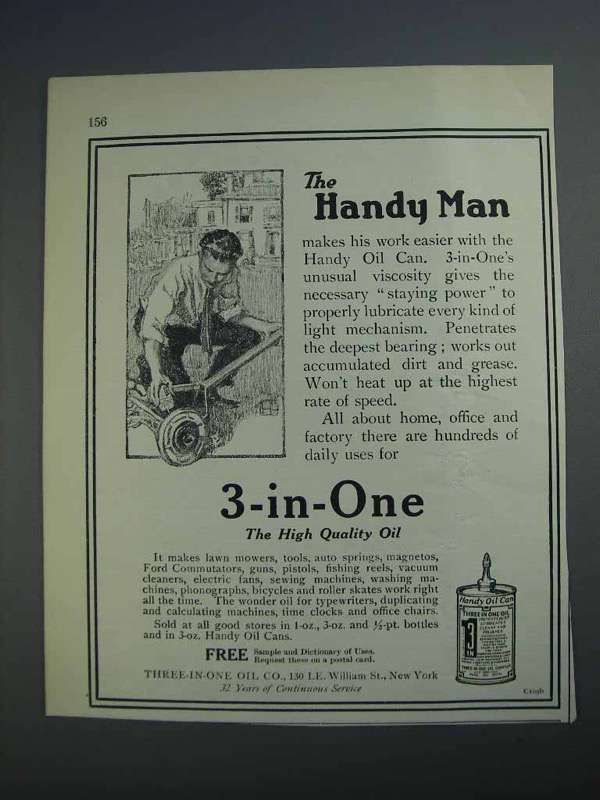 156
The
Handy Man
makes his work easier with the
Handy Oil Can. 3-in-One's
unusual viscosity gives the
necessary "staying power" to
properly lubricate every kind of
light mechanism. Penetrates
the deepest bearing; works out
accumulated dirt and grease.
Won't heat up at the highest
rate of speed.
All about home, office and
factory there are hundreds of
daily uses for
3-in-One
The High Quality Oil
It makes lawn mowers, tools, auto springs, magnetos,
Ford Commutators, guns, pistols, fishing reels, vacuum
cleaners, electric fans, sewing machines, washing ma-
chines, phonographs, bicycles and roller skates work right
all the time. The wonder oil for typewriters, duplicating
and calculating machines, time clocks and office chairs.
Sold at all good stores in 1-oz., 3-oz. and ½-pt. bottles
and in 3-oz. Handy Oil Cans.
FREE Sample and Dictionary of Uses.
Request them on a postal card.
THREE-IN-ONE OIL CO., 130 LE. William St., New York
32 Years of Continuous Service
Handy Oil Can
THREE-IN-ONE OIL
3
IN